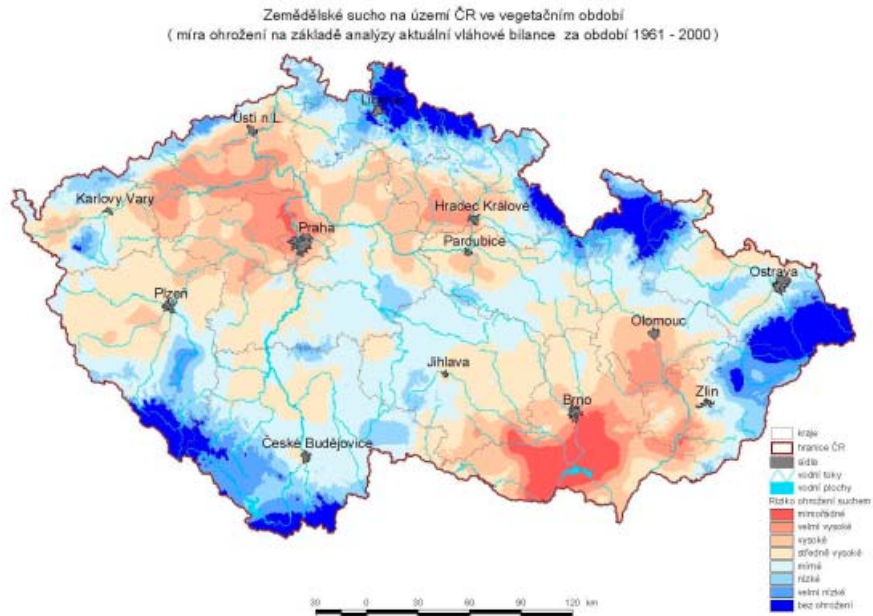 Zemědělské sucho na území ČR ve vegetačním období
( míra ohrožení na základě analýzy aktuální vláhové bilance za období 1961 - 2000 )
Liberec
Ústí n.L.
Karlovy Vary
Hradec Králové
Praha
Pardubice
Ostrava
Plzeň
Olomouc
Jihlava
Zlín
Brno
České Budějovice
kraje
hranice ČR
sídla
vodní toky
vodní plochy
Riziko ohrožení suchem
mimořádné
velmi vysoké
vysoké
středně vysoké
mírné
nízké
velmi nízké
bez ohrožení
30 0 30 60 90 120 km